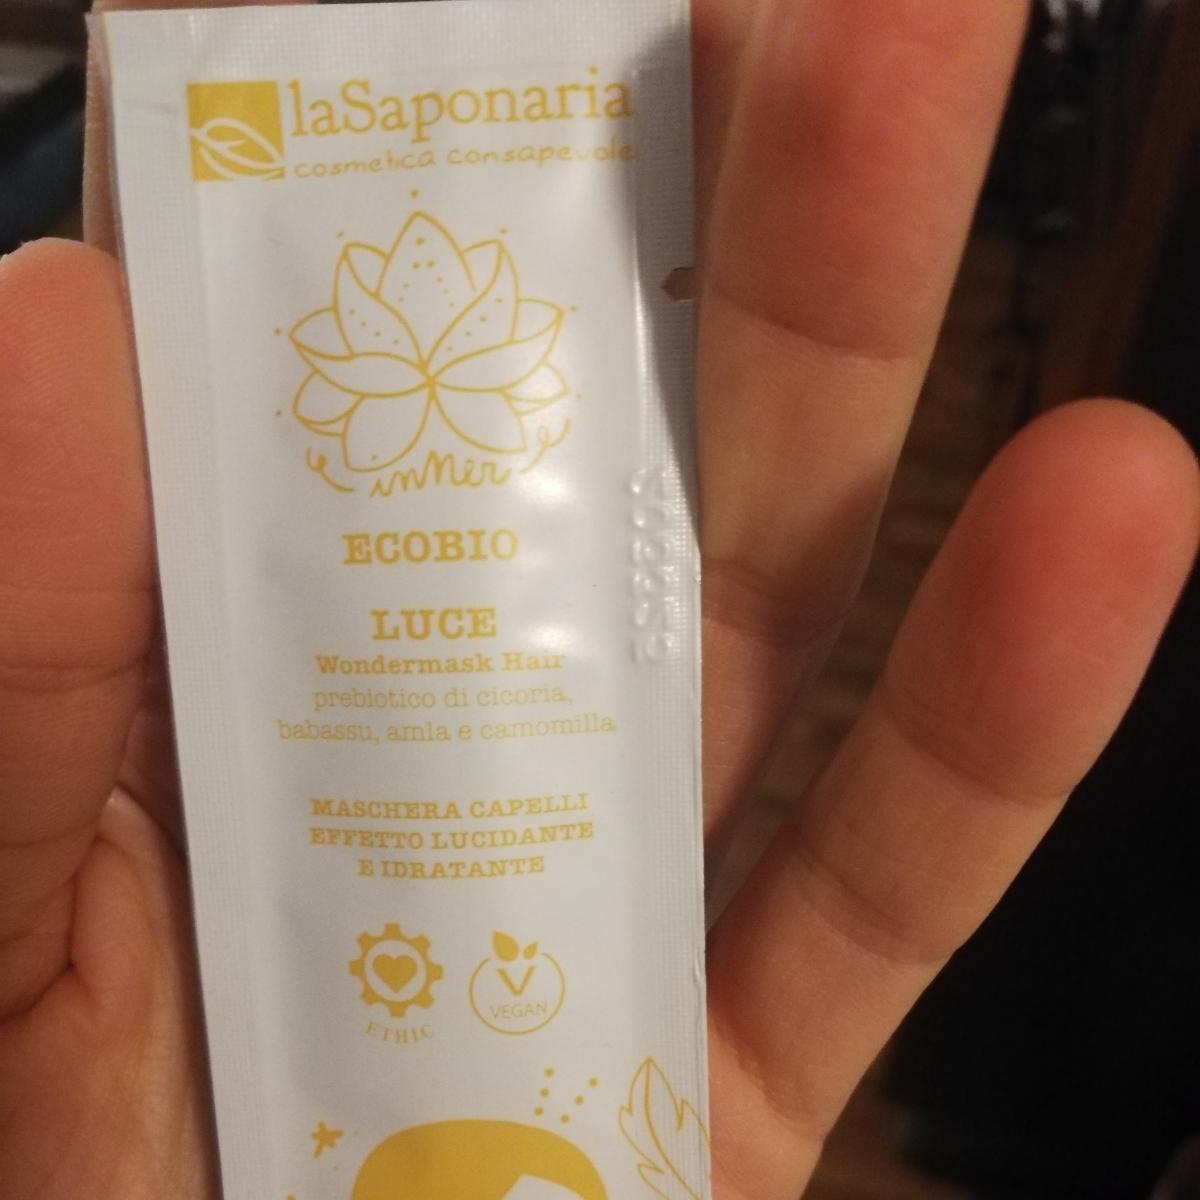 laSaponaria
cosmetica consapevole
inner
ECOBIO
LUCE
Wondermask Hair
prebiotico di cicoria,
babassu, amla e camomilla
MASCHERA CAPELLI
EFFETTO LUCIDANTE
E IDRATANTE
ETHIC
V
VEGAN